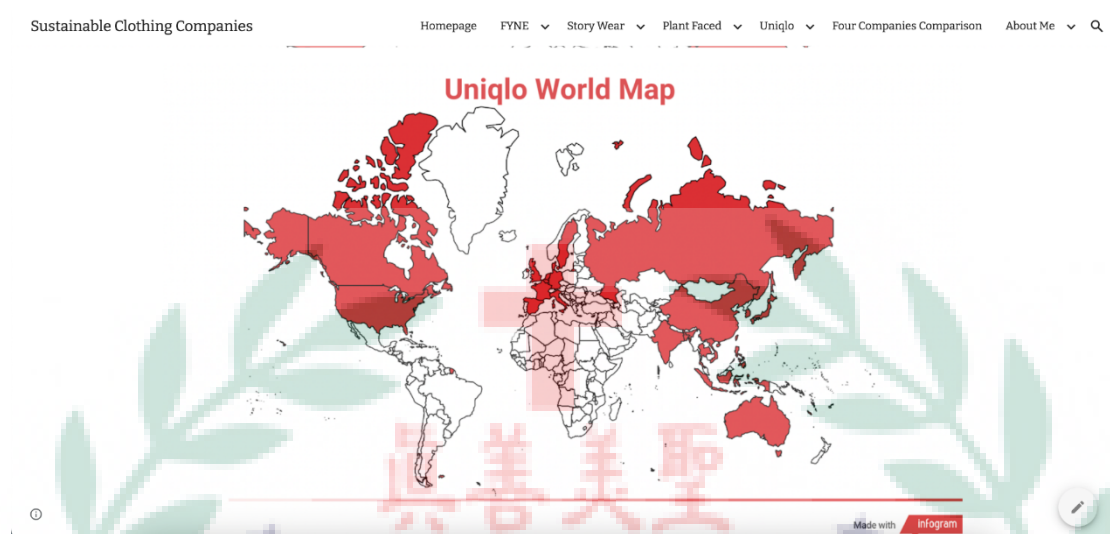 Sustainable Clothing Companies
Homepage FYNE Story Wear Plant Faced Uniqlo Four Companies Comparison About Me
Uniqlo World Map
真善美聖
Made with infogram